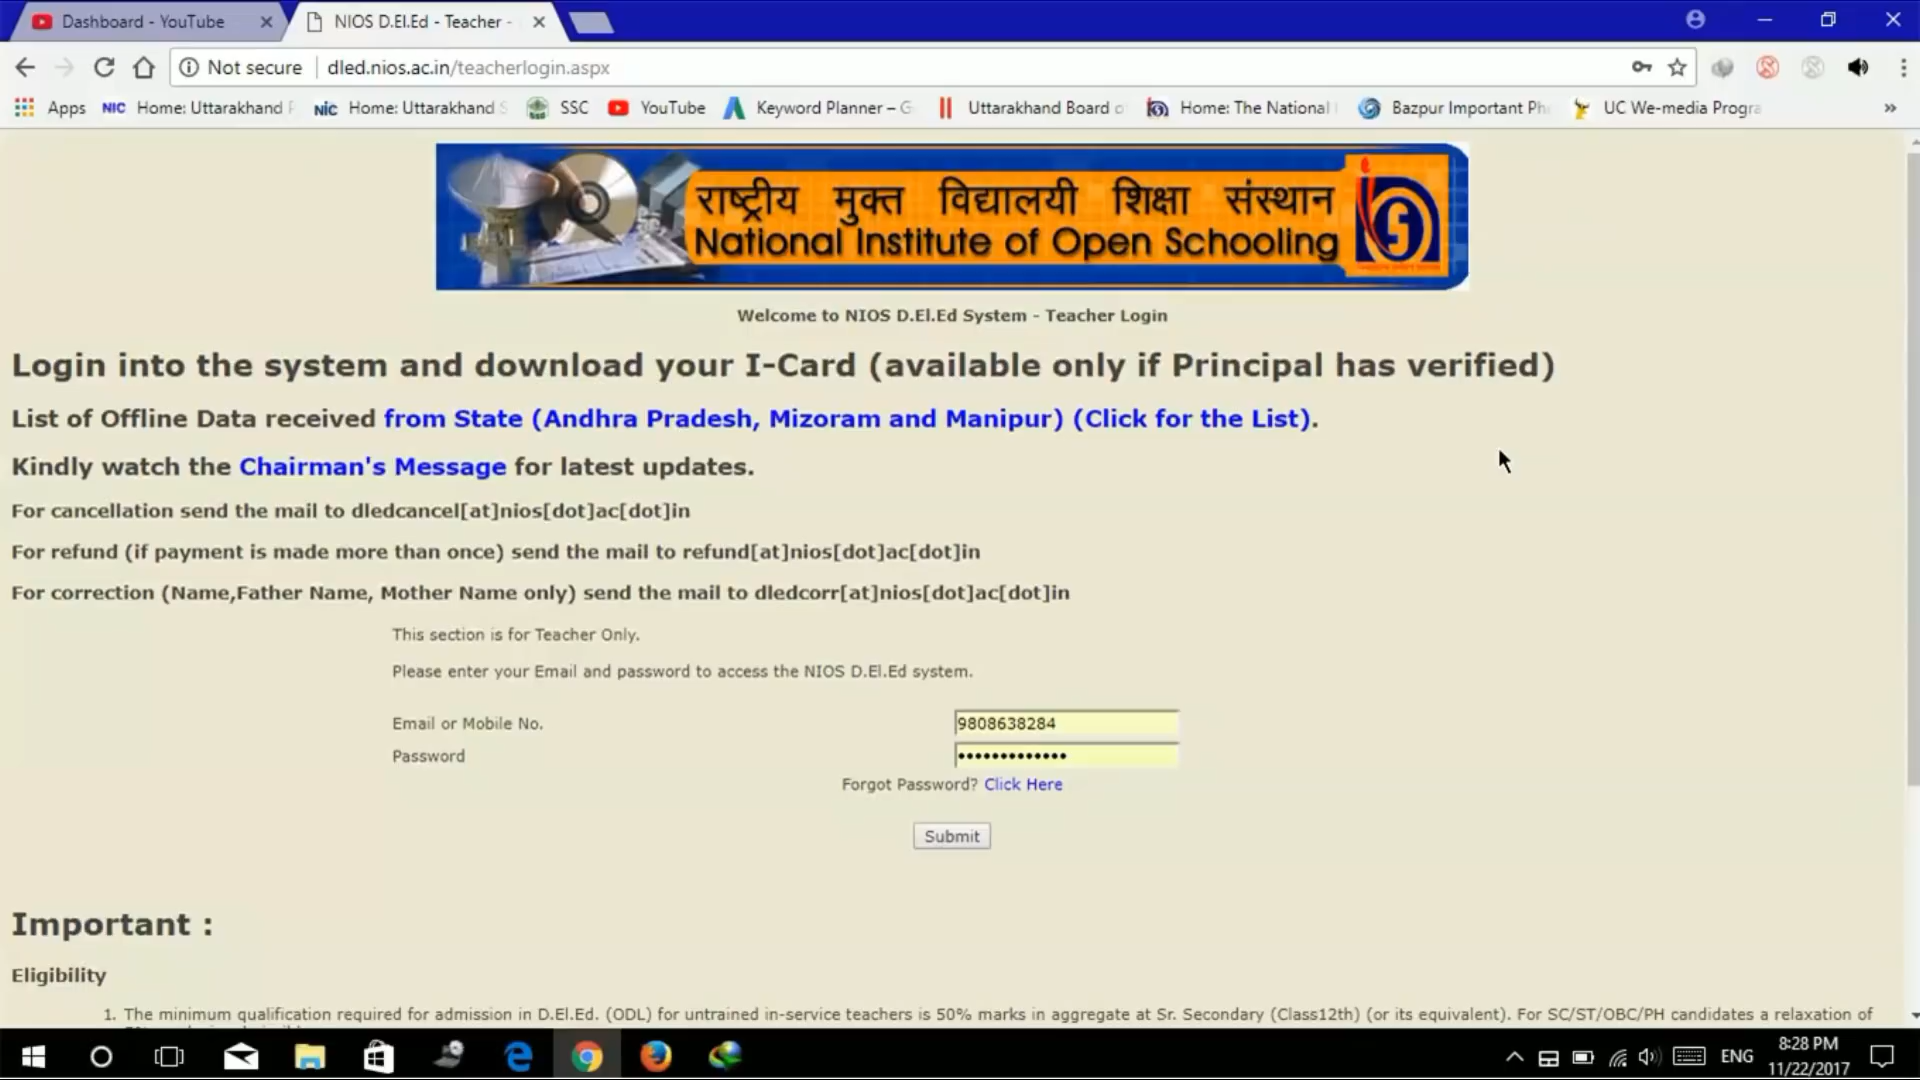 Dashboard - YouTube
NIOS D.El.Ed - Teacher -
Not secure
dled.nios.ac.in/teacherlogin.aspx
Apps
NIC Home: Uttarakhand
NIC Home: Uttarakhand
SSC
YouTube
Keyword Planner – G
Uttarakhand Board o
Home: The National
Bazpur Important Ph
UC We-media Progra
»
राष्ट्रीय मुक्त विद्यालयी शिक्षा संस्थान
National Institute of Open Schooling
Welcome to NIOS D.El.Ed System - Teacher Login
Login into the system and download your I-Card (available only if Principal has verified)
List of Offline Data received from State (Andhra Pradesh, Mizoram and Manipur) (Click for the List).
Kindly watch the Chairman's Message for latest updates.
For cancellation send the mail to dledcancel[at]nios[dot]ac[dot]in
For refund (if payment is made more than once) send the mail to refund[at]nios[dot]ac[dot]in
For correction (Name,Father Name, Mother Name only) send the mail to dledcorr[at]nios[dot]ac[dot]in
This section is for Teacher Only.
Please enter your Email and password to access the NIOS D.El.Ed system.
Email or Mobile No. 9808638284
Password •••••••••••••
Forgot Password? Click Here
Submit
Important :
Eligibility
1. The minimum qualification required for admission in D.El.Ed. (ODL) for untrained in-service teachers is 50% marks in aggregate at Sr. Secondary (Class12th) (or its equivalent). For SC/ST/OBC/PH candidates a relaxation of
ENG
8:28 PM
11/22/2017